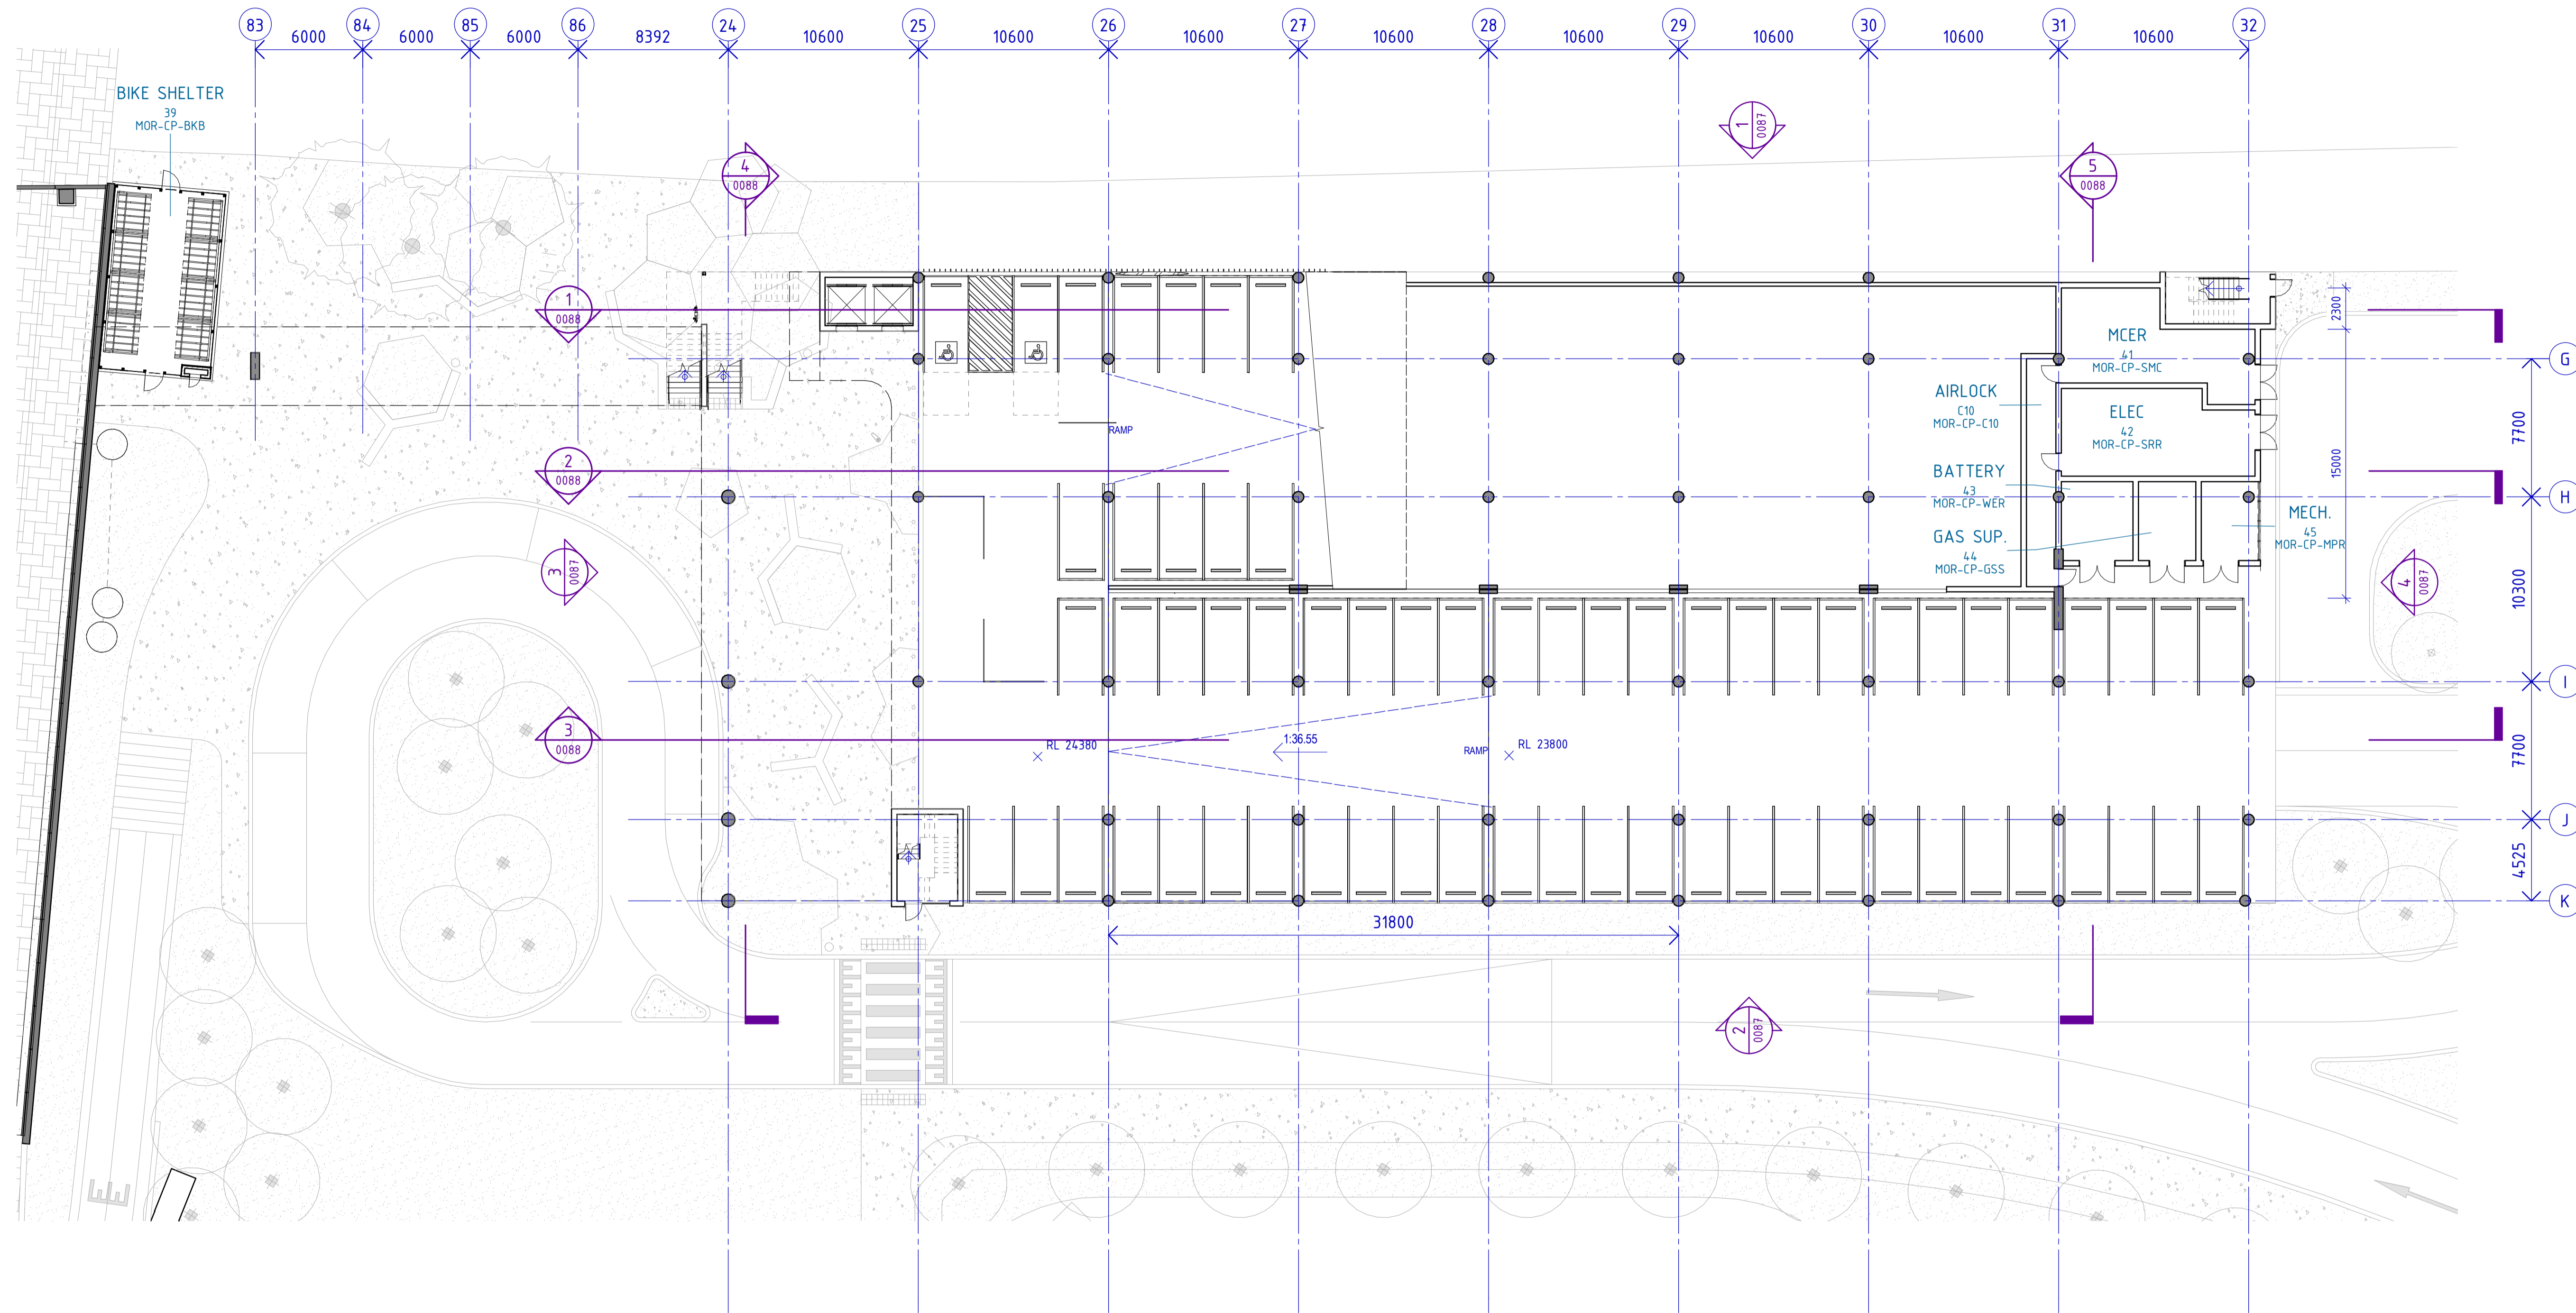 83 84 85 86 24 25 26 27 28 29 30 31 32
6000 6000 6000 8392 10600 10600 10600 10600 10600 10600 10600 10600
BIKE SHELTER
39
MOR-CP-BKB
1
0087
4
0088
5
0088
1
0088
2300
MCER
41
MOR-CP-SMC
G
AIRLOCK
C10
MOR-CP-C10
ELEC
42
MOR-CP-SRR
RAMP
7700
15000
2
0088
BATTERY
43
MOR-CP-WER
H
MECH.
45
MOR-CP-MPR
GAS SUP.
44
MOR-CP-GSS
3
0087
4
0087
10300
I
3
0088
RL 24380
1:36.55
RAMP
RL 23800
7700
J
4525
K
31800
2
0087